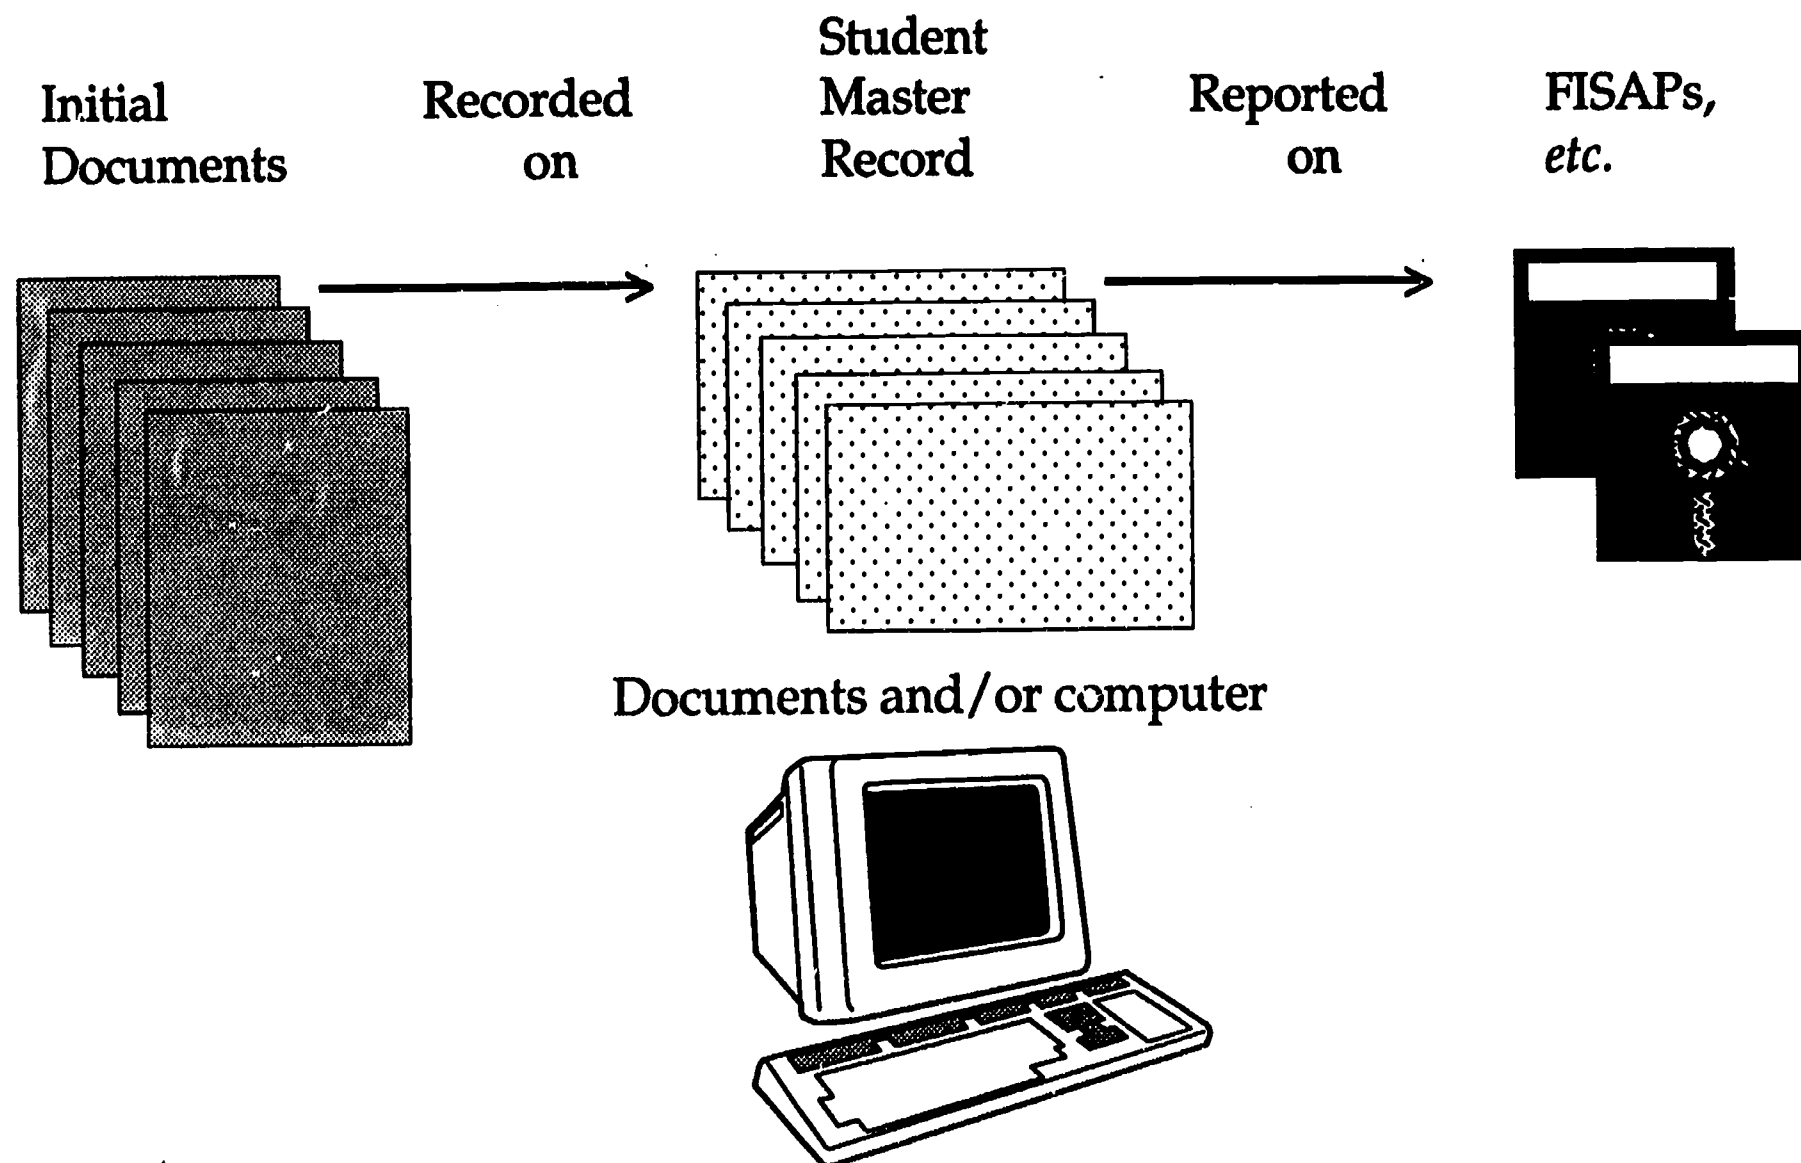 Initial
Documents
Recorded
on
Student
Master
Record
Reported
on
FISAPs,
etc.
Documents and/or computer